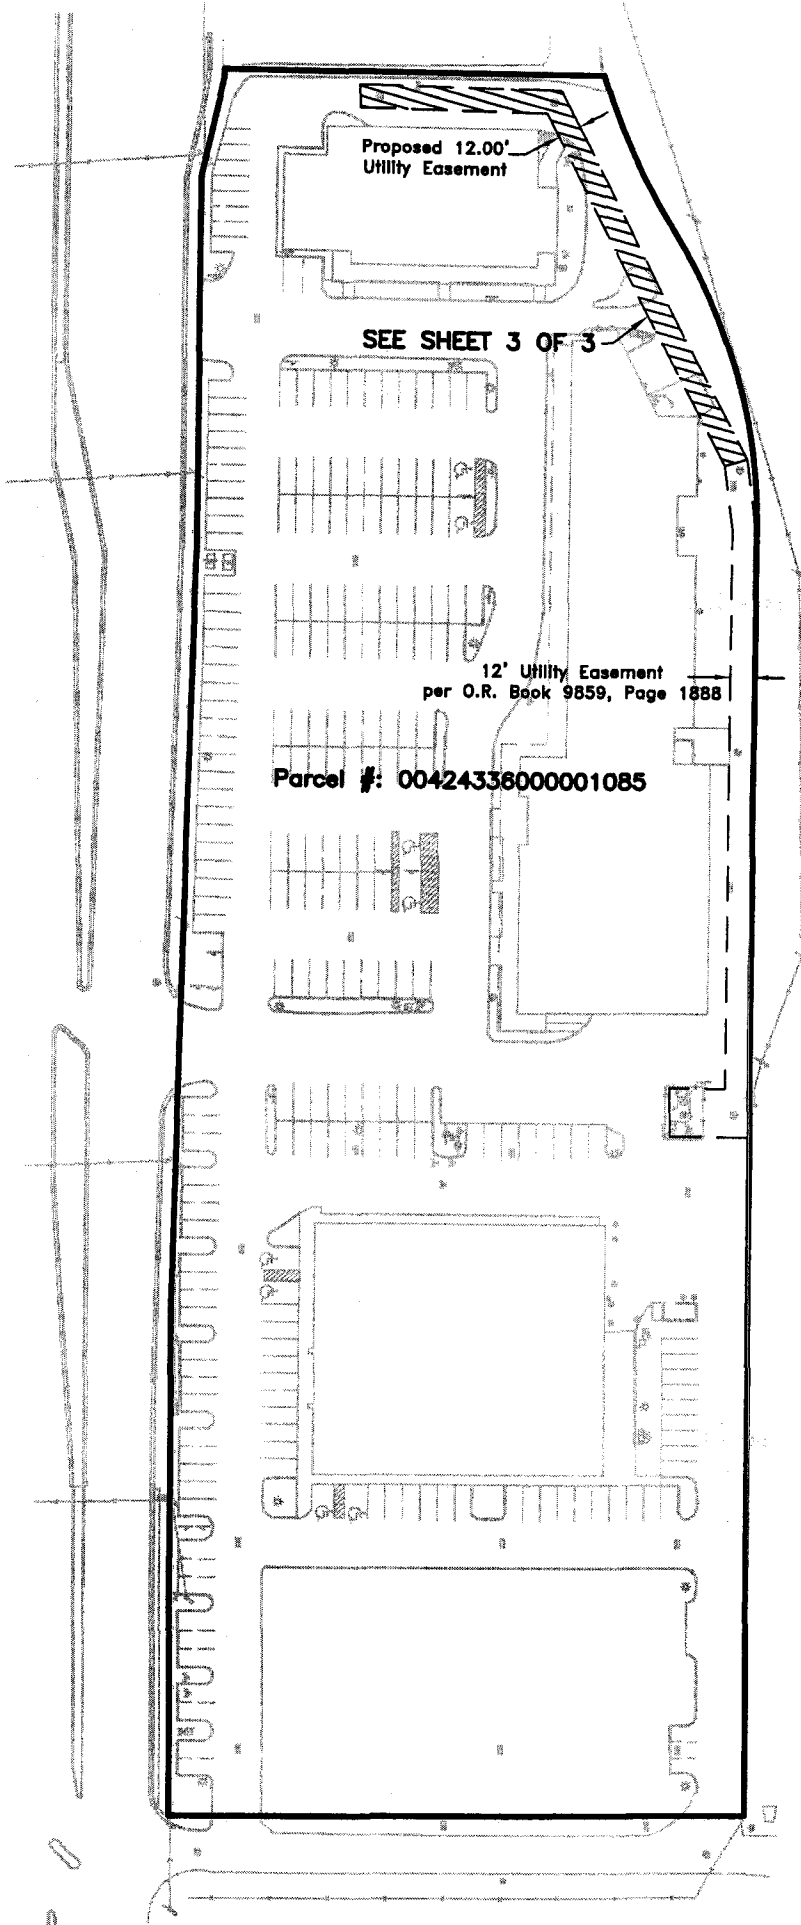 Proposed 12.00'
Utility Easement
SEE SHEET 3 OF 3
12' Utility Easement
per O.R. Book 9859, Page 1888
Parcel #: 00424336000001085